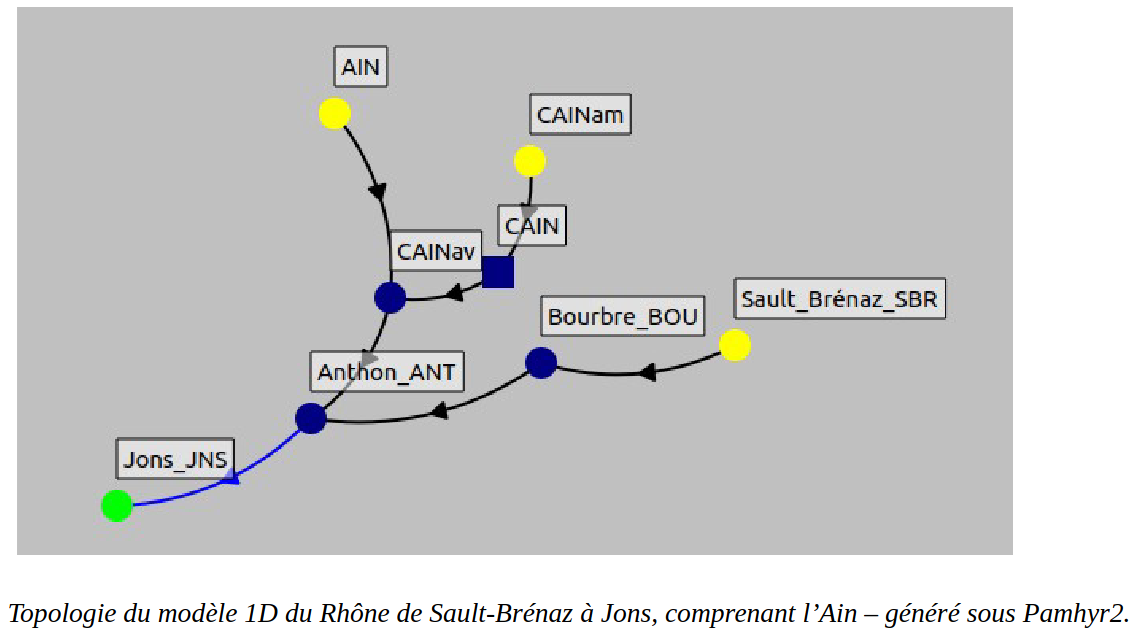 AIN
CAINam
CAIN
CAINav
Sault_Brénaz_SBR
Bourbre_BOU
Anthon_ANT
Jons_JNS
Topologie du modèle 1D du Rhône de Sault-Brénaz à Jons, comprenant l’Ain – généré sous Pamhyr2.